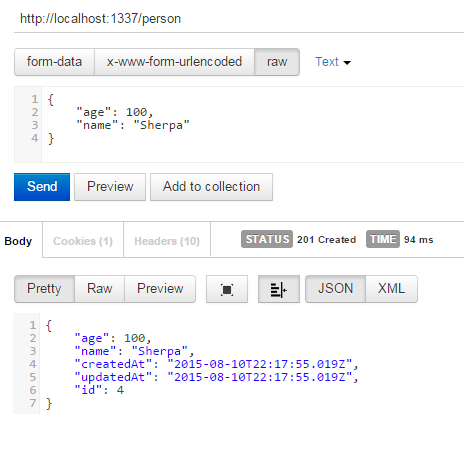 http://localhost:1337/person
form-data x-www-form-urlencoded raw Text
1 {
2 "age": 100,
3 "name": "Sherpa"
4 }
Send Preview Add to collection
Body Cookies (1) Headers (10) STATUS 201 Created TIME 94 ms
Pretty Raw Preview JSON XML
1 {
2 "age": 100,
3 "name": "Sherpa",
4 "createdAt": "2015-08-10T22:17:55.019Z",
5 "updatedAt": "2015-08-10T22:17:55.019Z",
6 "id": 4
7 }